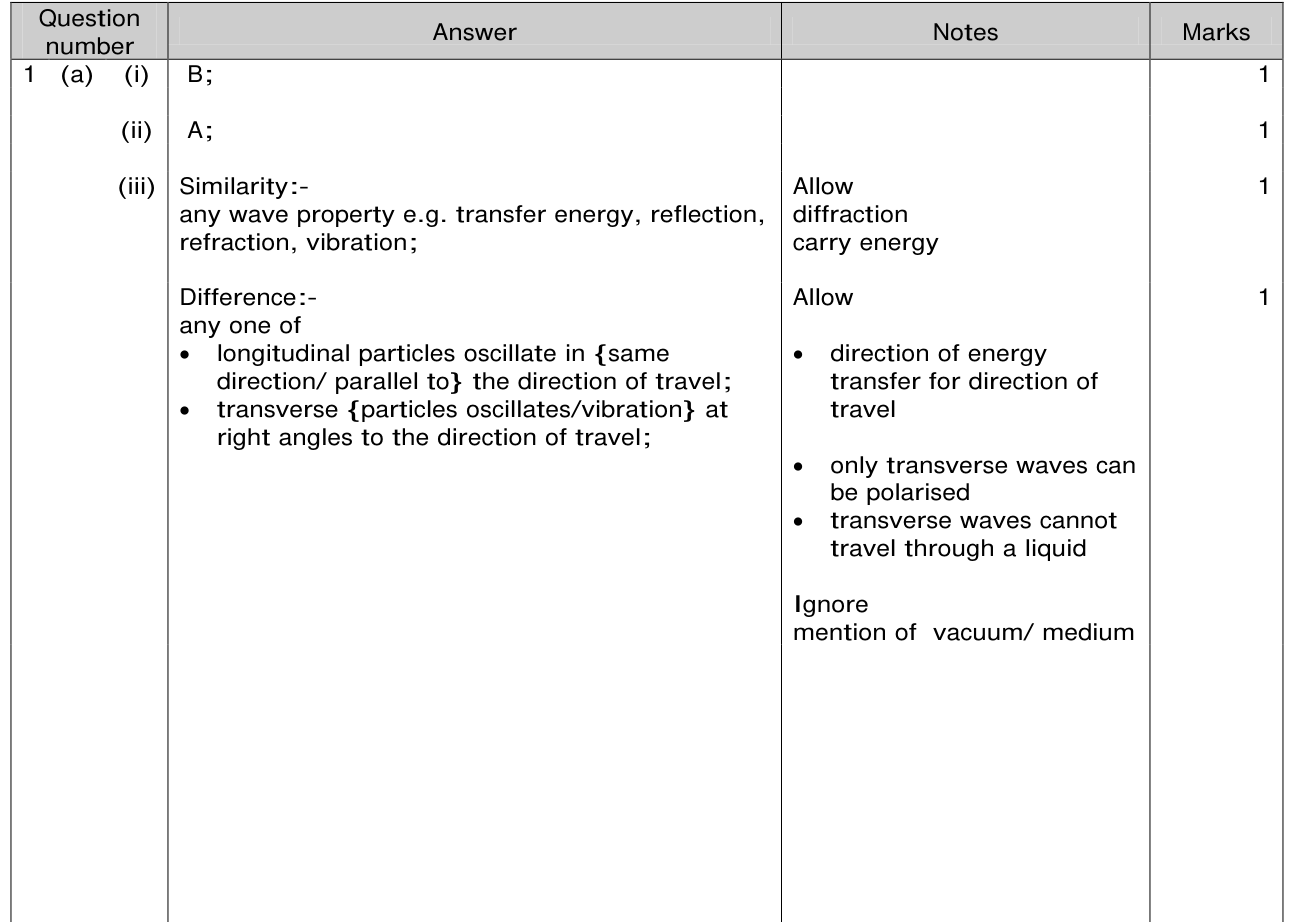 Question number Answer Notes Marks
1 (a) (i) B; 1
(ii) A; 1
(iii) Similarity:- Allow 1
any wave property e.g. transfer energy, reflection, diffraction
refraction, vibration; carry energy
Difference:- Allow 1
any one of
• longitudinal particles oscillate in {same • direction of energy
direction/ parallel to} the direction of travel; transfer for direction of
• transverse {particles oscillates/vibration} at travel
right angles to the direction of travel;
• only transverse waves can
be polarised
• transverse waves cannot
travel through a liquid
Ignore
mention of vacuum/ medium